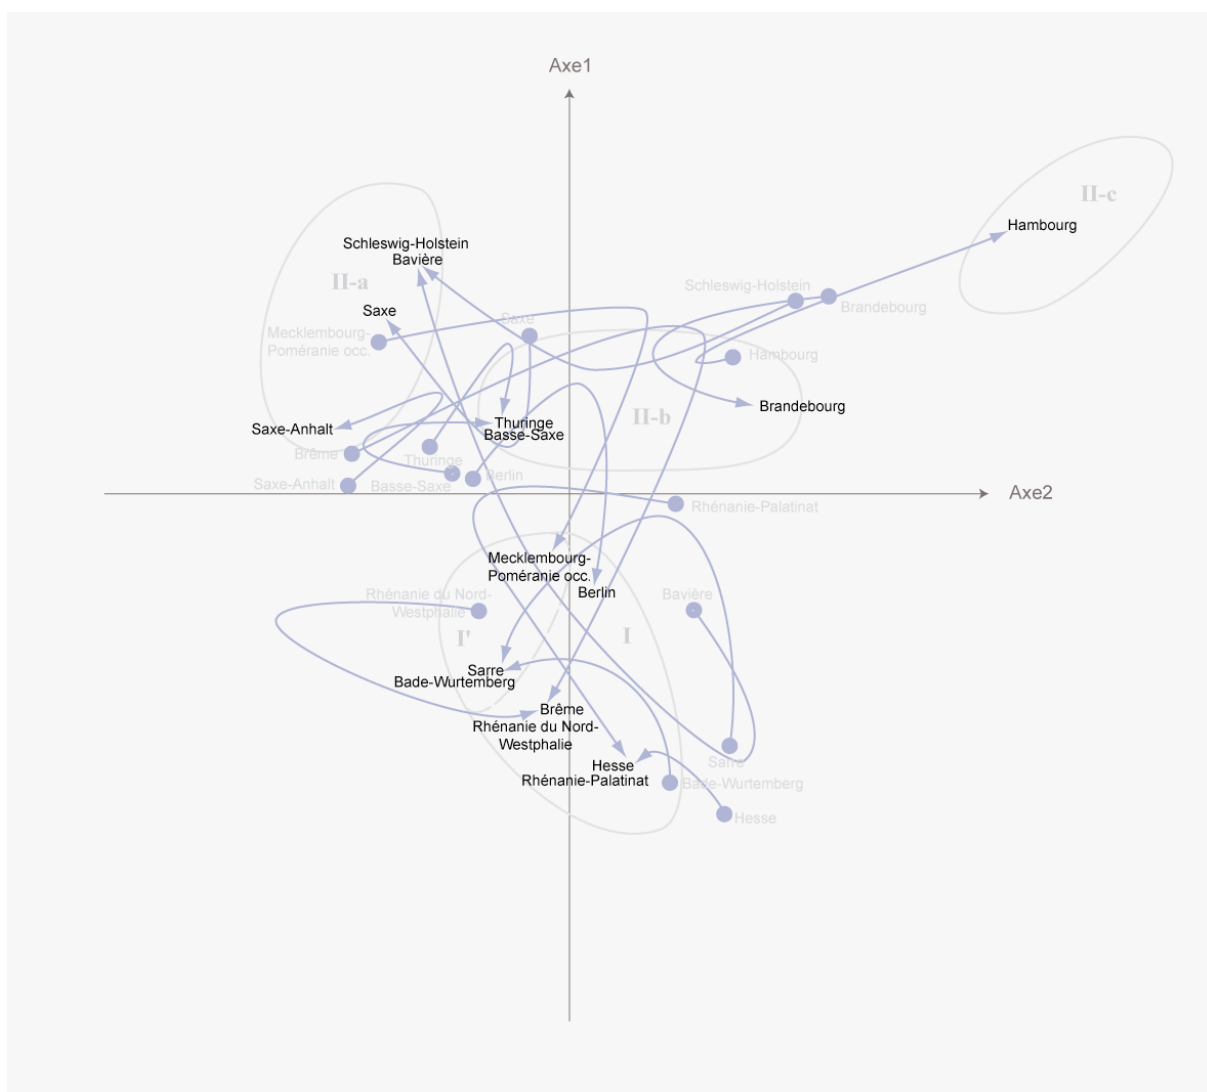 Axe1
II-c
Hambourg
Schleswig-Holstein
Bavière
II-a
Schleswig-Holstein
Brandebourg
Saxe
Saxe
Mecklembourg-
Poméranie occ.
Hambourg
Brandebourg
II-b
Saxe-Anhalt
Thuringe
Basse-Saxe
Brême
Thuringe
Berlin
Saxe-Anhalt
Basse-Saxe
Axe2
Rhénanie-Palatinat
Mecklembourg-
Poméranie occ.
Berlin
Rhénanie du Nord-
Westphalie
Bavière
I'
I
Sarre
Bade-Wurtemberg
Brême
Rhénanie du Nord-
Westphalie
Sarre
Hesse
Rhénanie-Palatinat
Bade-Wurtemberg
Hesse